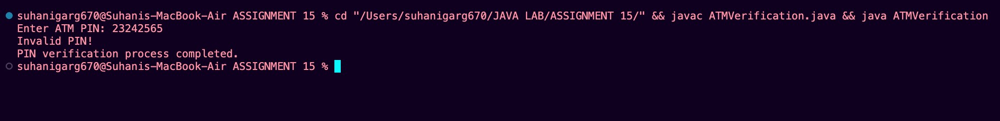 suhanigarg670@Suhanis-MacBook-Air ASSIGNMENT 15 % cd "/Users/suhanigarg670/JAVA LAB/ASSIGNMENT 15/" && javac ATMVerification.java && java ATMVerification
Enter ATM PIN: 23242565
Invalid PIN!
PIN verification process completed.
suhanigarg670@Suhanis-MacBook-Air ASSIGNMENT 15 %